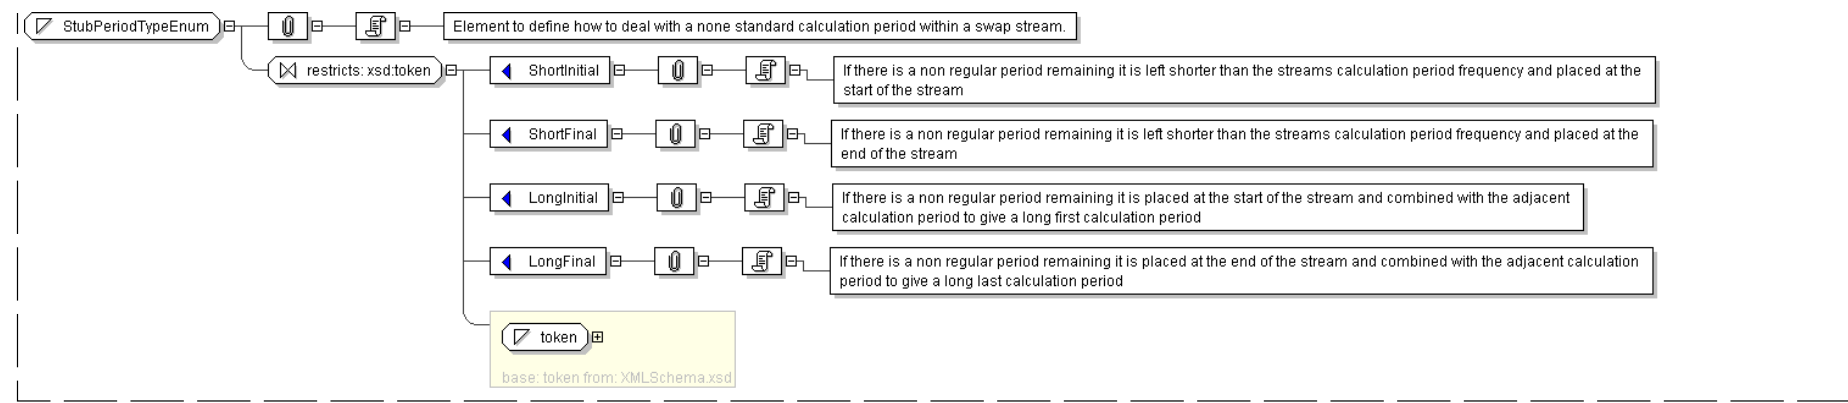 StubPeriodTypeEnum
Element to define how to deal with a none standard calculation period within a swap stream.
restricts: xsd:token
ShortInitial
If there is a non regular period remaining it is left shorter than the streams calculation period frequency and placed at the
start of the stream
ShortFinal
If there is a non regular period remaining it is left shorter than the streams calculation period frequency and placed at the
end of the stream
LongInitial
If there is a non regular period remaining it is placed at the start of the stream and combined with the adjacent
calculation period to give a long first calculation period
LongFinal
If there is a non regular period remaining it is placed at the end of the stream and combined with the adjacent calculation
period to give a long last calculation period
token
base: token from: XMLSchema.xsd